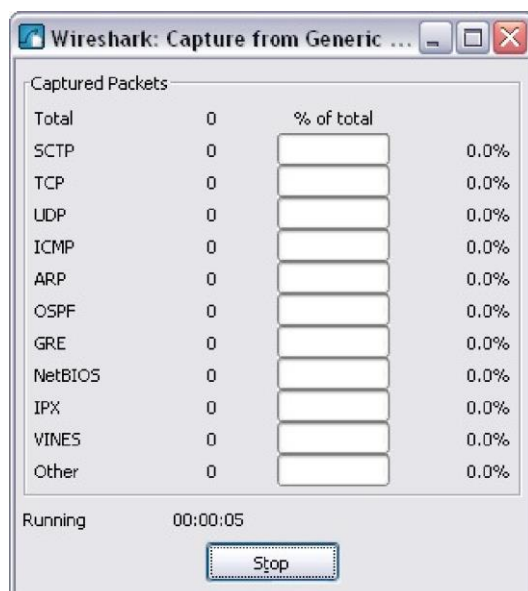 Wireshark: Capture from Generic ...
Captured Packets
Total 0 % of total
SCTP 0 0.0%
TCP 0 0.0%
UDP 0 0.0%
ICMP 0 0.0%
ARP 0 0.0%
OSPF 0 0.0%
GRE 0 0.0%
NetBIOS 0 0.0%
IPX 0 0.0%
VINES 0 0.0%
Other 0 0.0%
Running 00:00:05
Stop